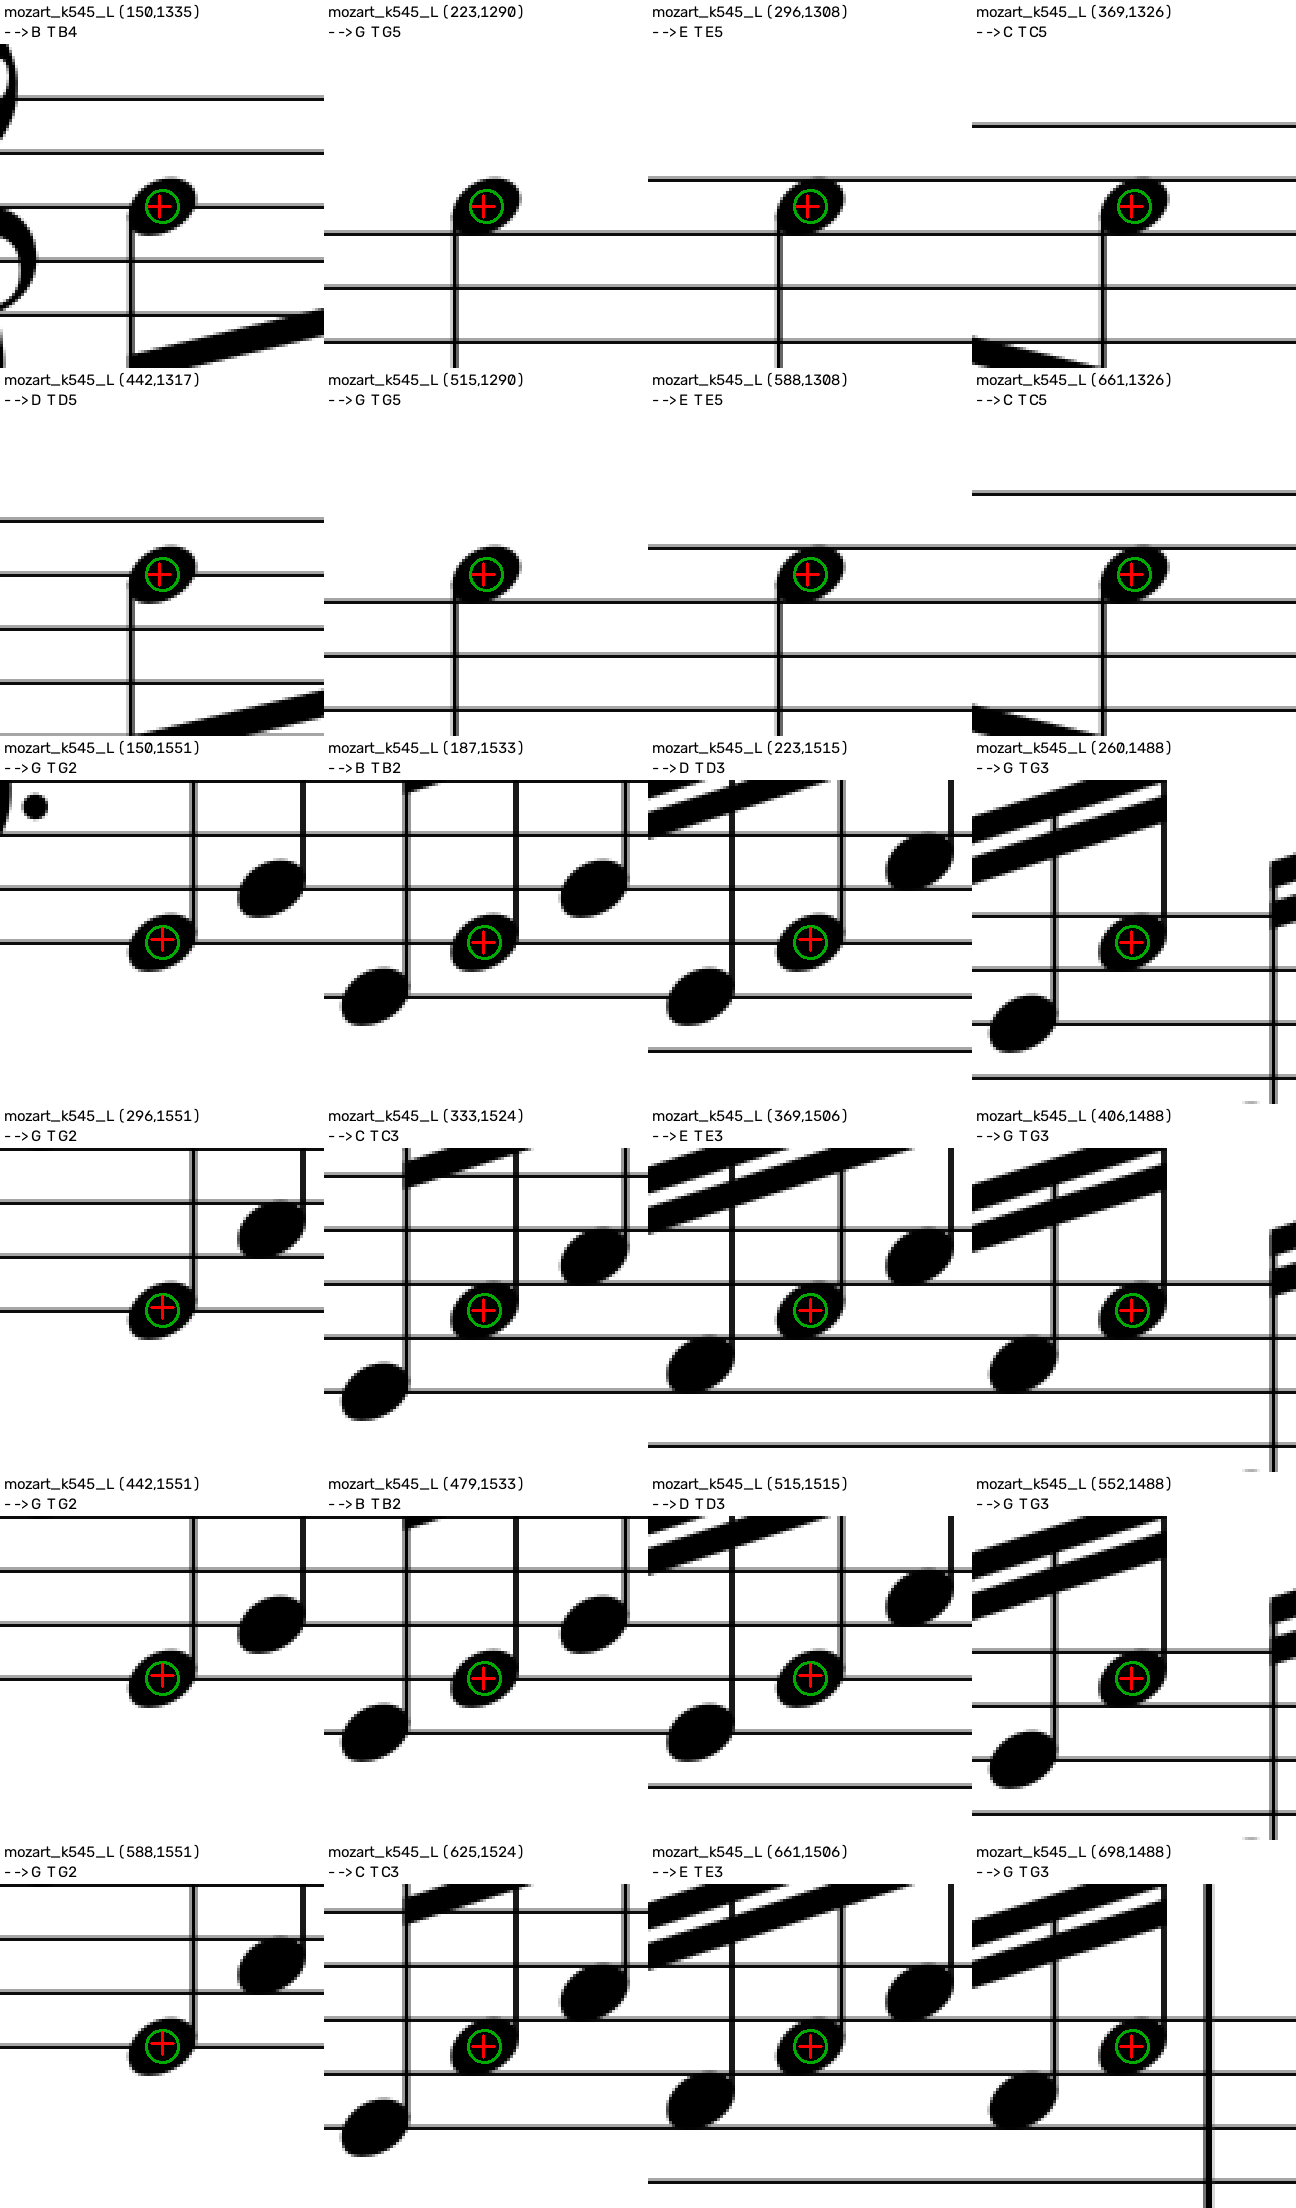 mozart_k545_L (150,1335)
-->B TB4
mozart_k545_L (223,1290)
-->G TG5
mozart_k545_L (296,1308)
-->E TE5
mozart_k545_L (369,1326)
-->C TC5
mozart_k545_L (442,1317)
-->D TD5
mozart_k545_L (515,1290)
-->G TG5
mozart_k545_L (588,1308)
-->E TE5
mozart_k545_L (661,1326)
-->C TC5
mozart_k545_L (150,1551)
-->G TG2
mozart_k545_L (187,1533)
-->B TB2
mozart_k545_L (223,1515)
-->D TD3
mozart_k545_L (260,1488)
-->G TG3
mozart_k545_L (296,1551)
-->G TG2
mozart_k545_L (333,1524)
-->C TC3
mozart_k545_L (369,1506)
-->E TE3
mozart_k545_L (406,1488)
-->G TG3
mozart_k545_L (442,1551)
-->G TG2
mozart_k545_L (479,1533)
-->B TB2
mozart_k545_L (515,1515)
-->D TD3
mozart_k545_L (552,1488)
-->G TG3
mozart_k545_L (588,1551)
-->G TG2
mozart_k545_L (625,1524)
-->C TC3
mozart_k545_L (661,1506)
-->E TE3
mozart_k545_L (698,1488)
-->G TG3